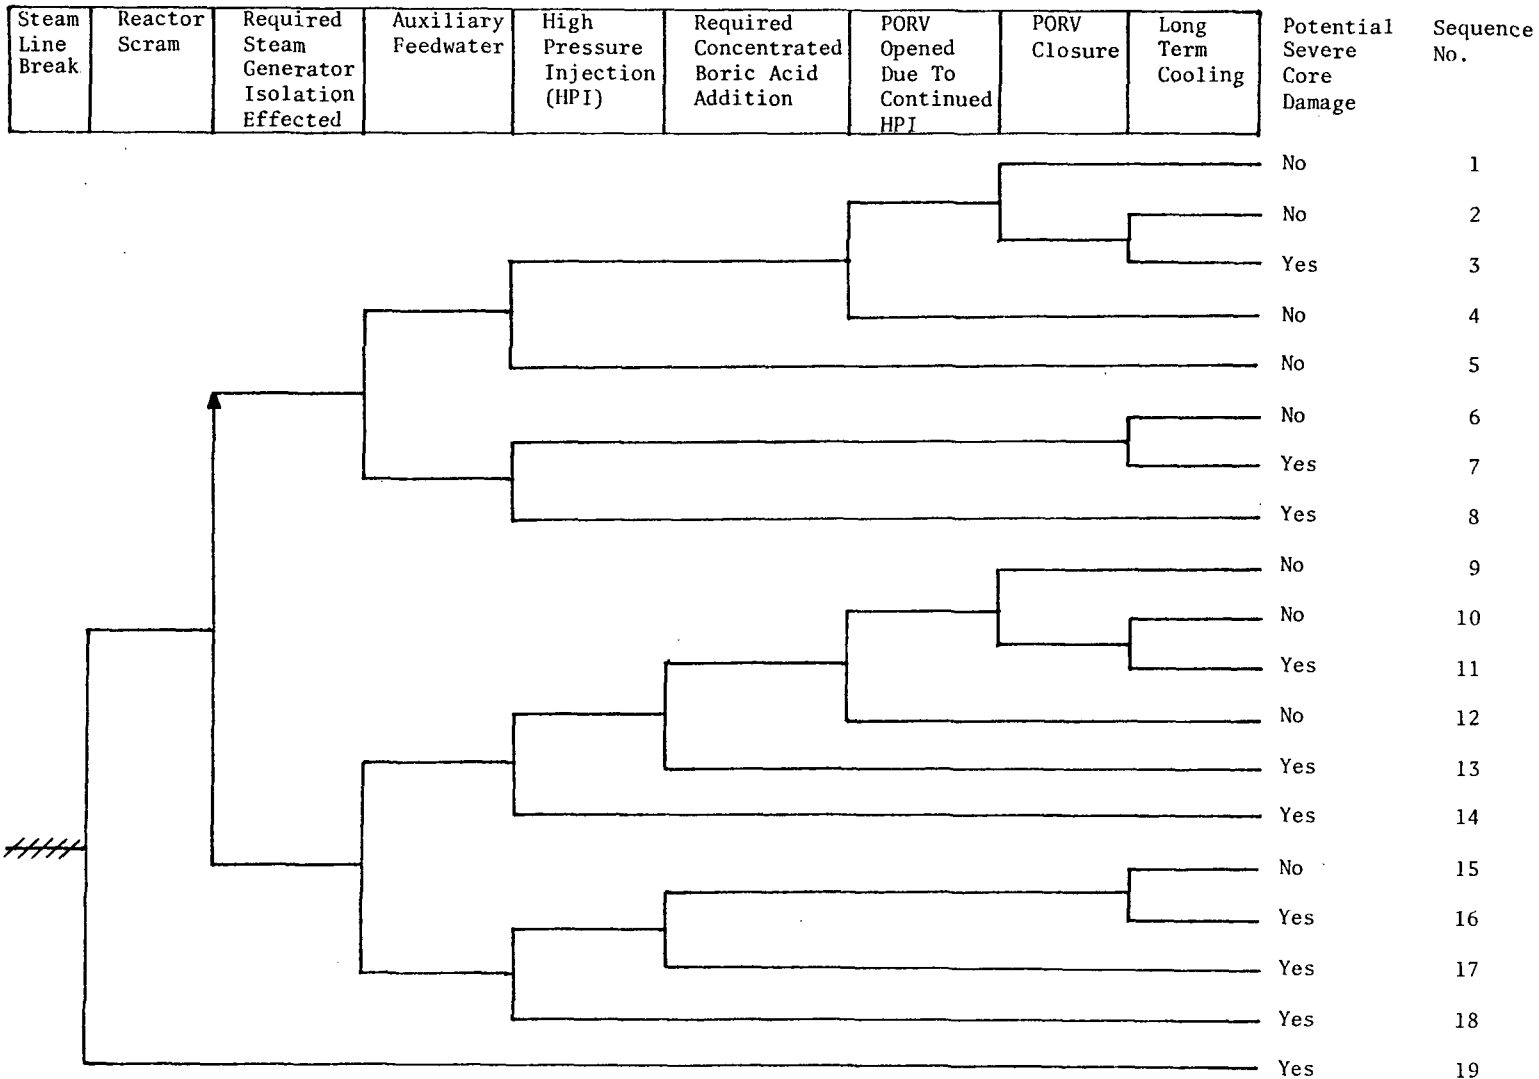 Steam
Line
Break
Reactor
Scram
Required
Steam
Generator
Isolation
Effected
Auxiliary
Feedwater
High
Pressure
Injection
(HPI)
Required
Concentrated
Boric Acid
Addition
PORV
Opened
Due To
Continued
HPI
PORV
Closure
Long
Term
Cooling
Potential
Severe
Core
Damage
Sequence
No.
No 1
No 2
Yes 3
No 4
No 5
No 6
Yes 7
Yes 8
No 9
No 10
Yes 11
No 12
Yes 13
Yes 14
No 15
Yes 16
Yes 17
Yes 18
Yes 19